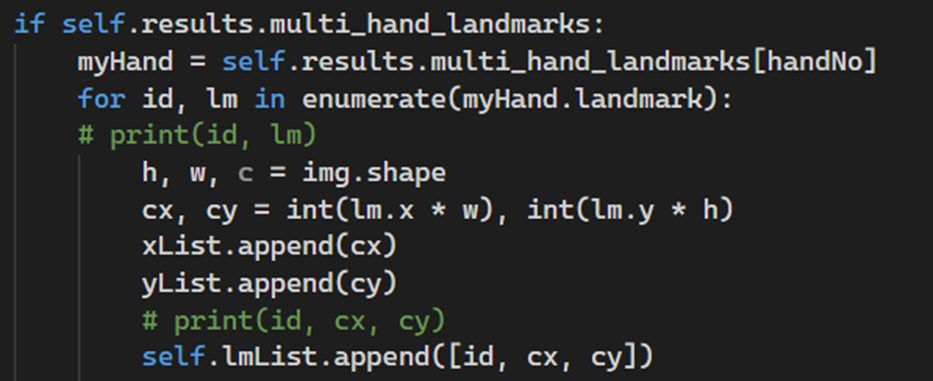 if self.results.multi_hand_landmarks:
    myHand = self.results.multi_hand_landmarks[handNo]
    for id, lm in enumerate(myHand.landmark):
    # print(id, lm)
        h, w, c = img.shape
        cx, cy = int(lm.x * w), int(lm.y * h)
        xList.append(cx)
        yList.append(cy)
        # print(id, cx, cy)
        self.lmList.append([id, cx, cy])